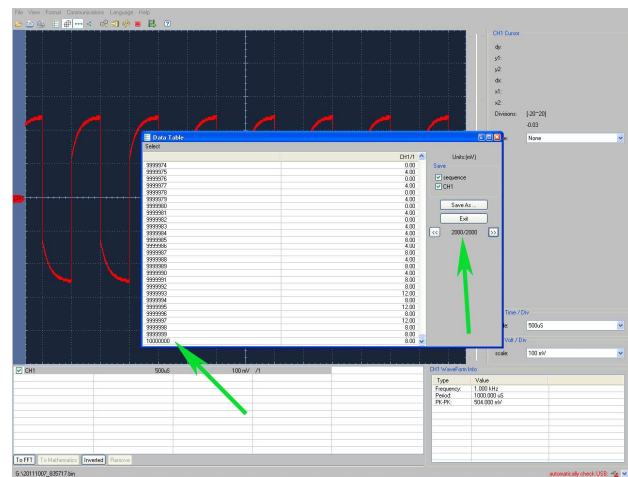 File View Format Communications Language Help
CH1 Cursor
dy:
y1:
y2:
dx:
x1:
x2:
Divisions: [-20~20]
-0.03
None
Data Table
Select
CH1/1
9999974 0.00
9999975 4.00
9999976 0.00
9999977 4.00
9999978 0.00
9999979 4.00
9999980 0.00
9999981 4.00
9999982 0.00
9999983 4.00
9999984 4.00
9999985 8.00
9999986 4.00
9999987 8.00
9999988 4.00
9999989 8.00
9999990 4.00
9999991 8.00
9999992 8.00
9999993 12.00
9999994 8.00
9999995 12.00
9999996 8.00
9999997 12.00
9999998 8.00
9999999 8.00
10000000 8.00
Units:(mV)
Save
sequence
CH1
Save As ...
Exit
<< 2000/2000 >>
Time / Div
500uS
Volt / Div
scale: 100 mV
CH1 500uS 100 mV /1
CH1 WaveForm Info
Type Value
Frequency: 1.000 kHz
Period: 1000.000 uS
PK-PK: 504.000 mV
To FFT To Mathematics Inverted Remove
G:\20111007_835717.bin
automatically check USB: